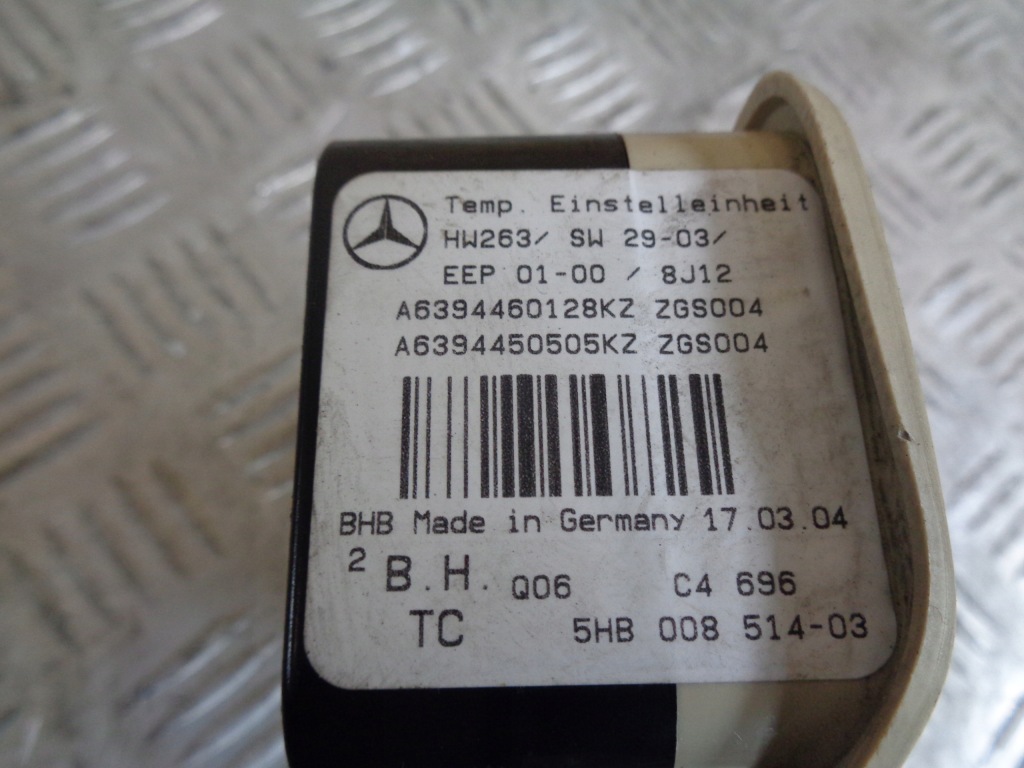 Temp. Einstelleinheit
HW263/ SW 29-03/
EEP 01-00 / 8J12
A6394460128KZ ZGS004
A6394450505KZ ZGS004
BHB Made in Germany 17.03.04
2 B.H. Q06 C4 696
TC 5HB 008 514-03